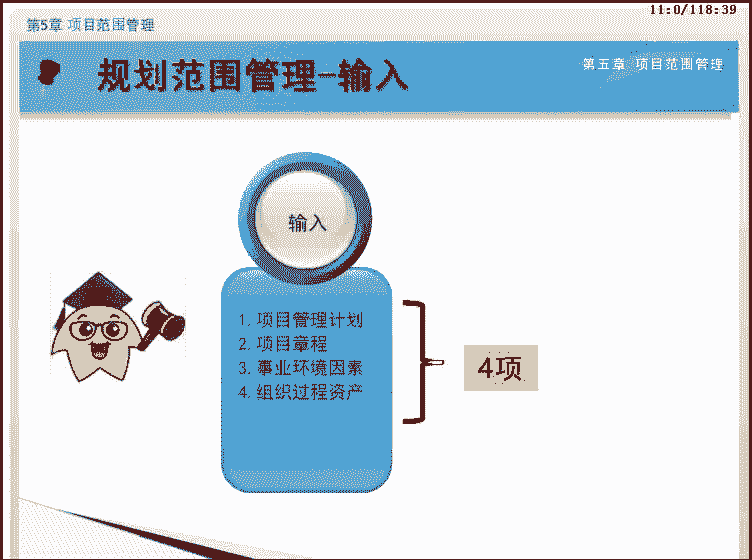 11:0/118:39
第5章 项目范围管理
规划范围管理-输入
第五章 项目范围管理
输入
1. 项目管理计划
2. 项目章程
3. 事业环境因素
4. 组织过程资产
4项